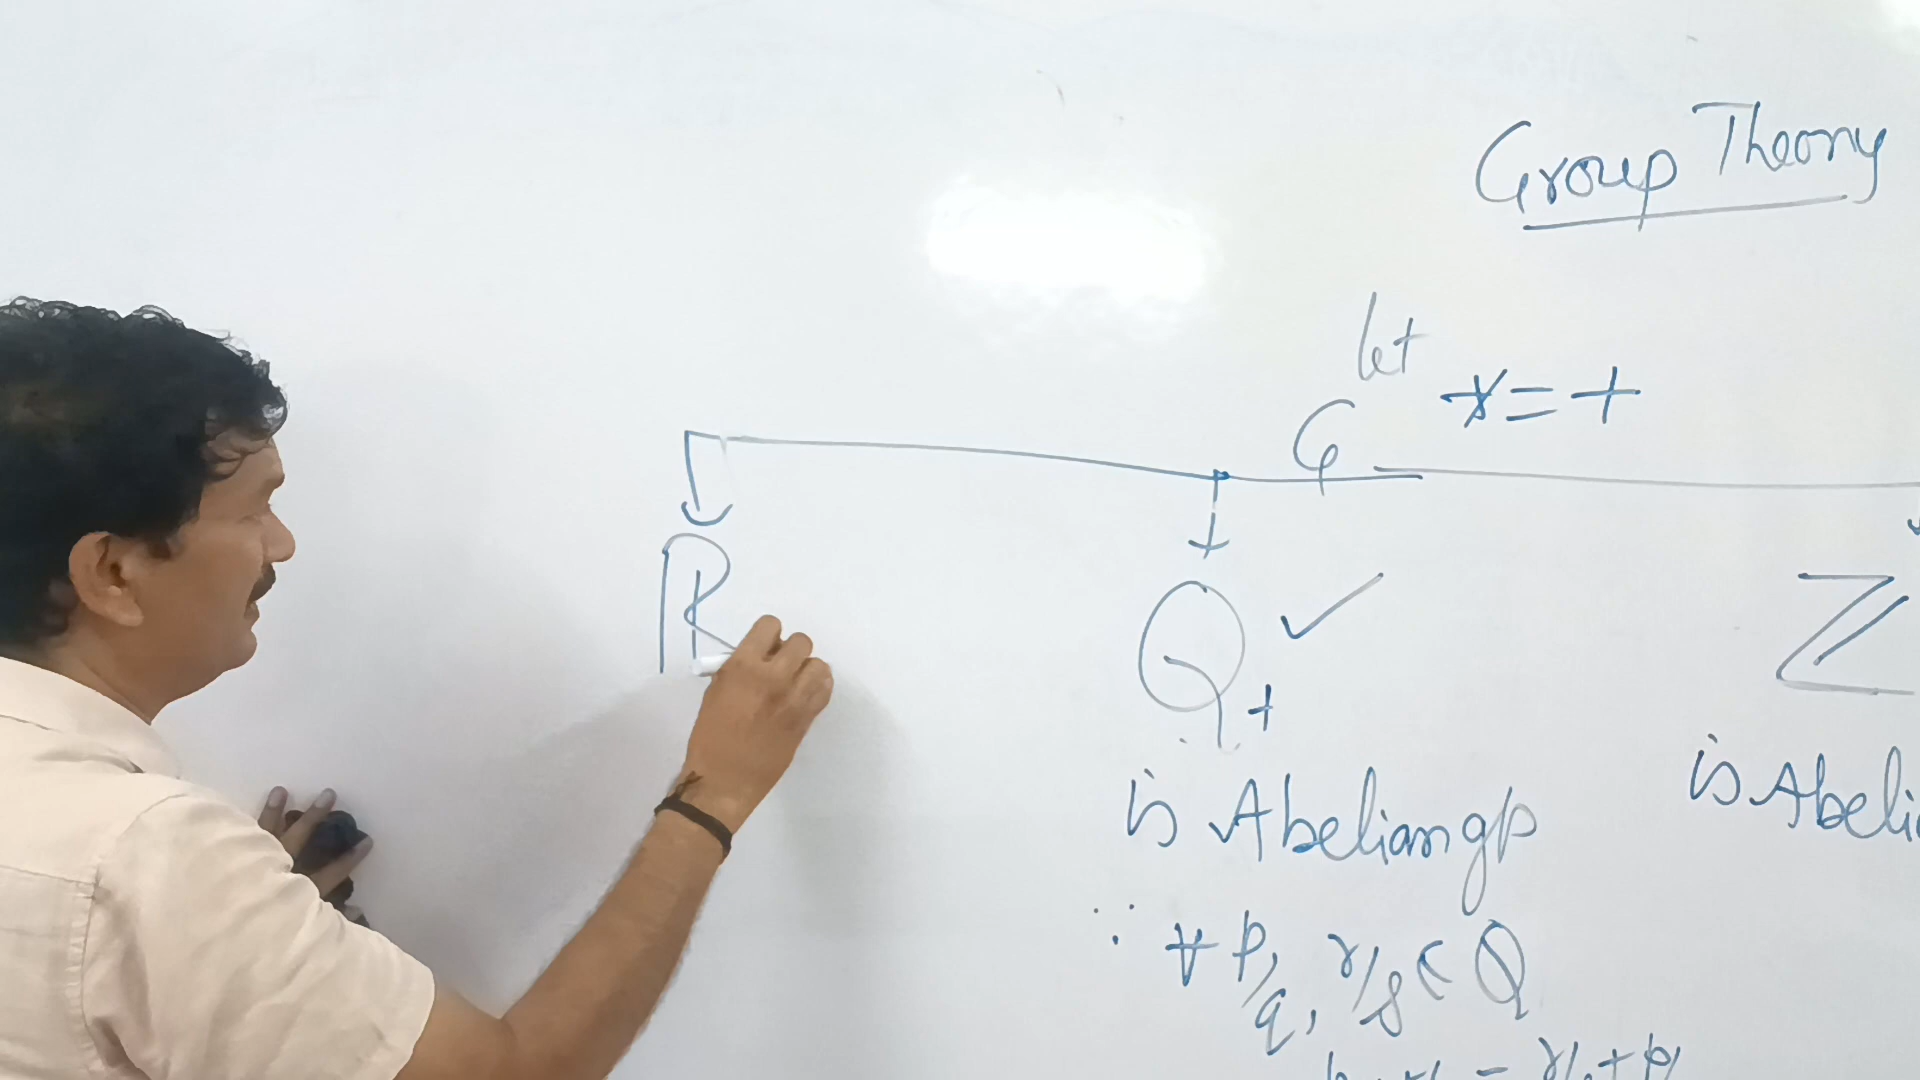 Group Theory
let * = +
G
R Q+ ✓ Z
is Abelian gp is Abeli
∵ ∀ p/q, r/s ∈ Q